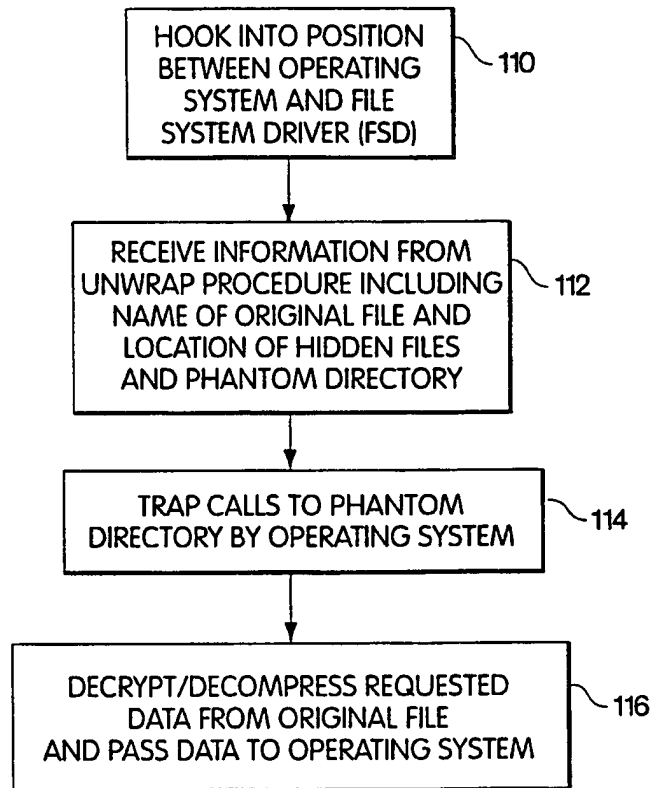 HOOK INTO POSITION
BETWEEN OPERATING
SYSTEM AND FILE
SYSTEM DRIVER (FSD)
110
RECEIVE INFORMATION FROM
UNWRAP PROCEDURE INCLUDING
NAME OF ORIGINAL FILE AND
LOCATION OF HIDDEN FILES
AND PHANTOM DIRECTORY
112
TRAP CALLS TO PHANTOM
DIRECTORY BY OPERATING SYSTEM
114
DECRYPT/DECOMPRESS REQUESTED
DATA FROM ORIGINAL FILE
AND PASS DATA TO OPERATING SYSTEM
116